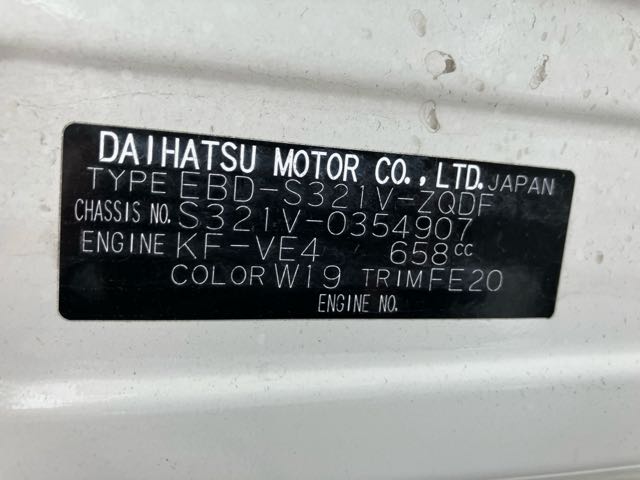 DAIHATSU MOTOR CO.,LTD. JAPAN
TYPE EBD-S321V-ZQDF
CHASSIS NO. S321V-0354907
ENGINE KF-VE4 658cc
COLOR W19 TRIM FE20
ENGINE NO.